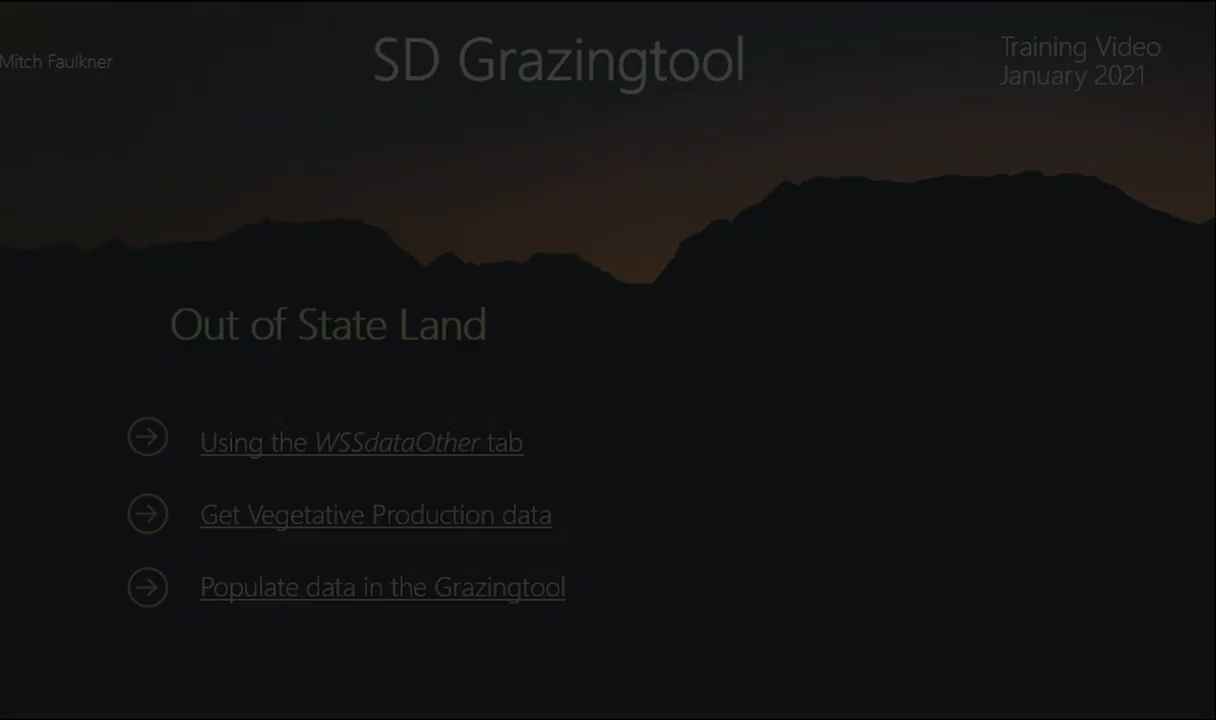 Mitch Faulkner
SD Grazingtool
Training Video
January 2021
Out of State Land
Using the WSSdataOther tab
Get Vegetative Production data
Populate data in the Grazingtool